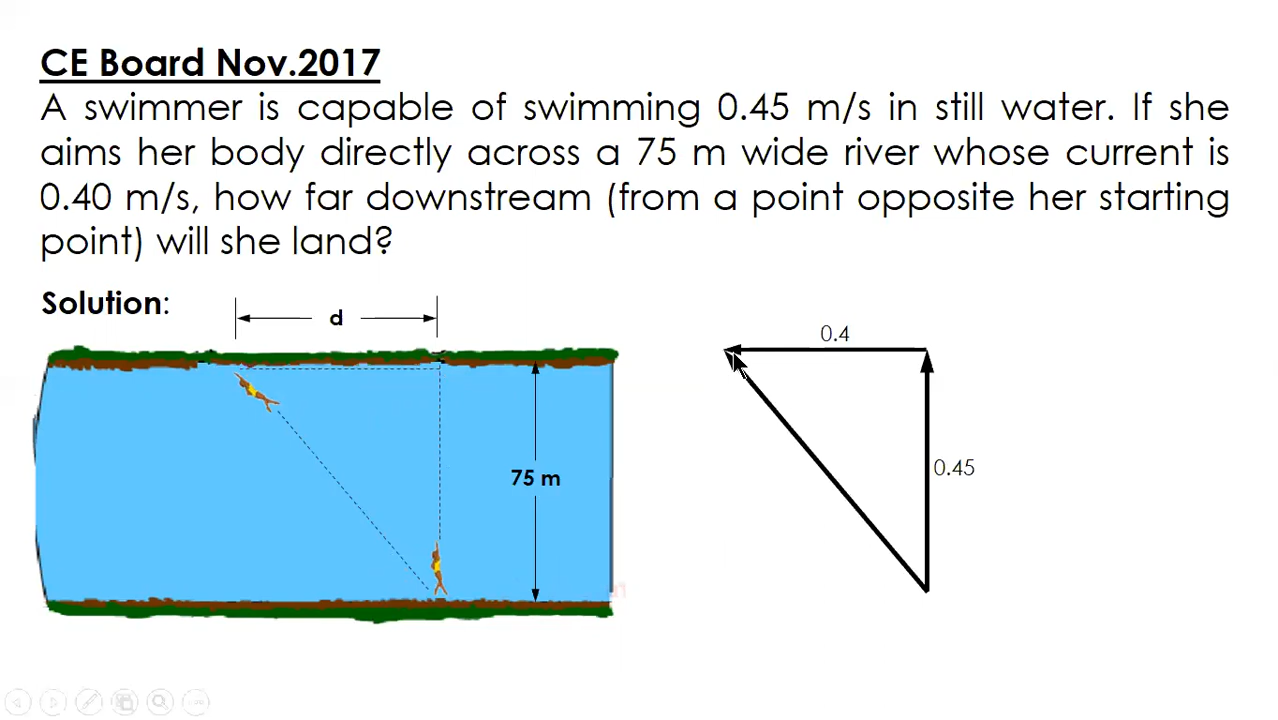 CE Board Nov.2017
A swimmer is capable of swimming 0.45 m/s in still water. If she
aims her body directly across a 75 m wide river whose current is
0.40 m/s, how far downstream (from a point opposite her starting
point) will she land?
Solution:
d
0.4
75 m
0.45